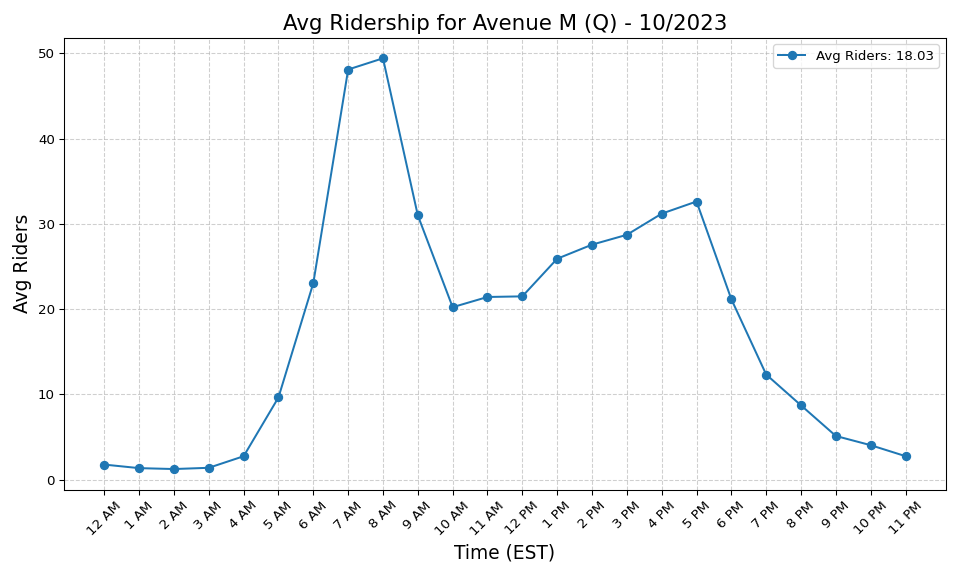 Avg Ridership for Avenue M (Q) - 10/2023
Avg Riders: 18.03
Avg Riders
50
40
30
20
10
0
12 AM
1 AM
2 AM
3 AM
4 AM
5 AM
6 AM
7 AM
8 AM
9 AM
10 AM
11 AM
12 PM
1 PM
2 PM
3 PM
4 PM
5 PM
6 PM
7 PM
8 PM
9 PM
10 PM
11 PM
Time (EST)